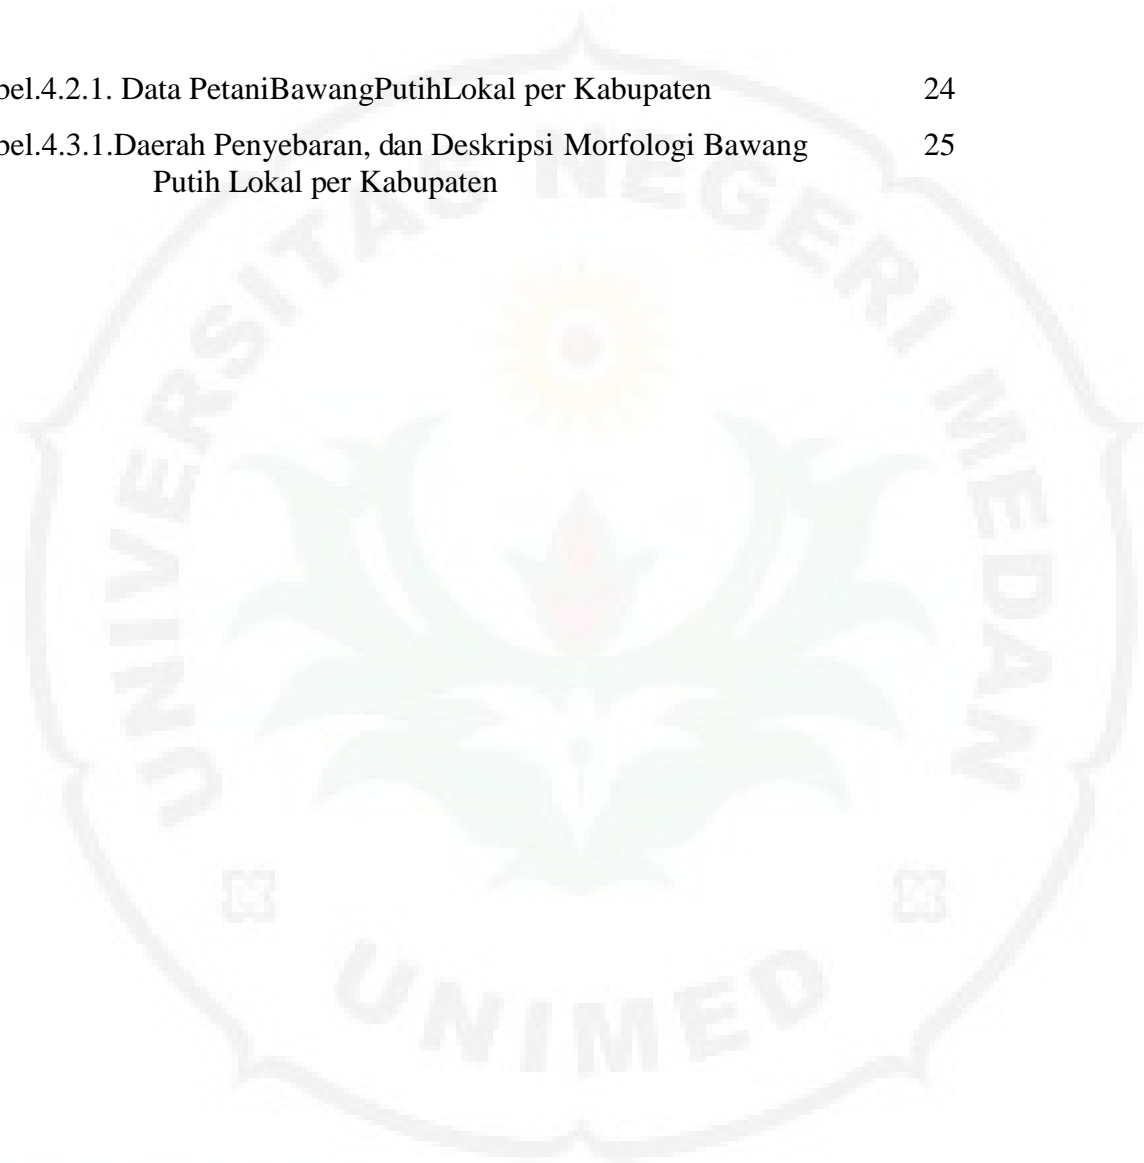 bel.4.2.1. Data PetaniBawangPutihLokal per Kabupaten 24
bel.4.3.1.Daerah Penyebaran, dan Deskripsi Morfologi Bawang 25
Putih Lokal per Kabupaten
UNIVERSITAS NEGERI MEDAN
UNIMED